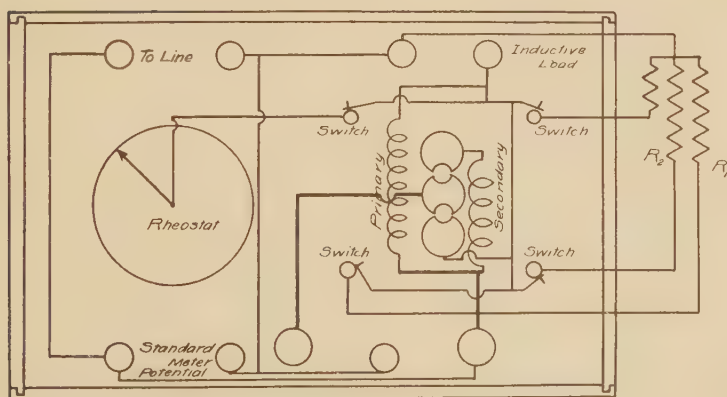 To Line
Inductive
Load
Switch
Switch
R2
R1
Primary
Secondary
Rheostat
Switch
Switch
Standard
Meter
Potential